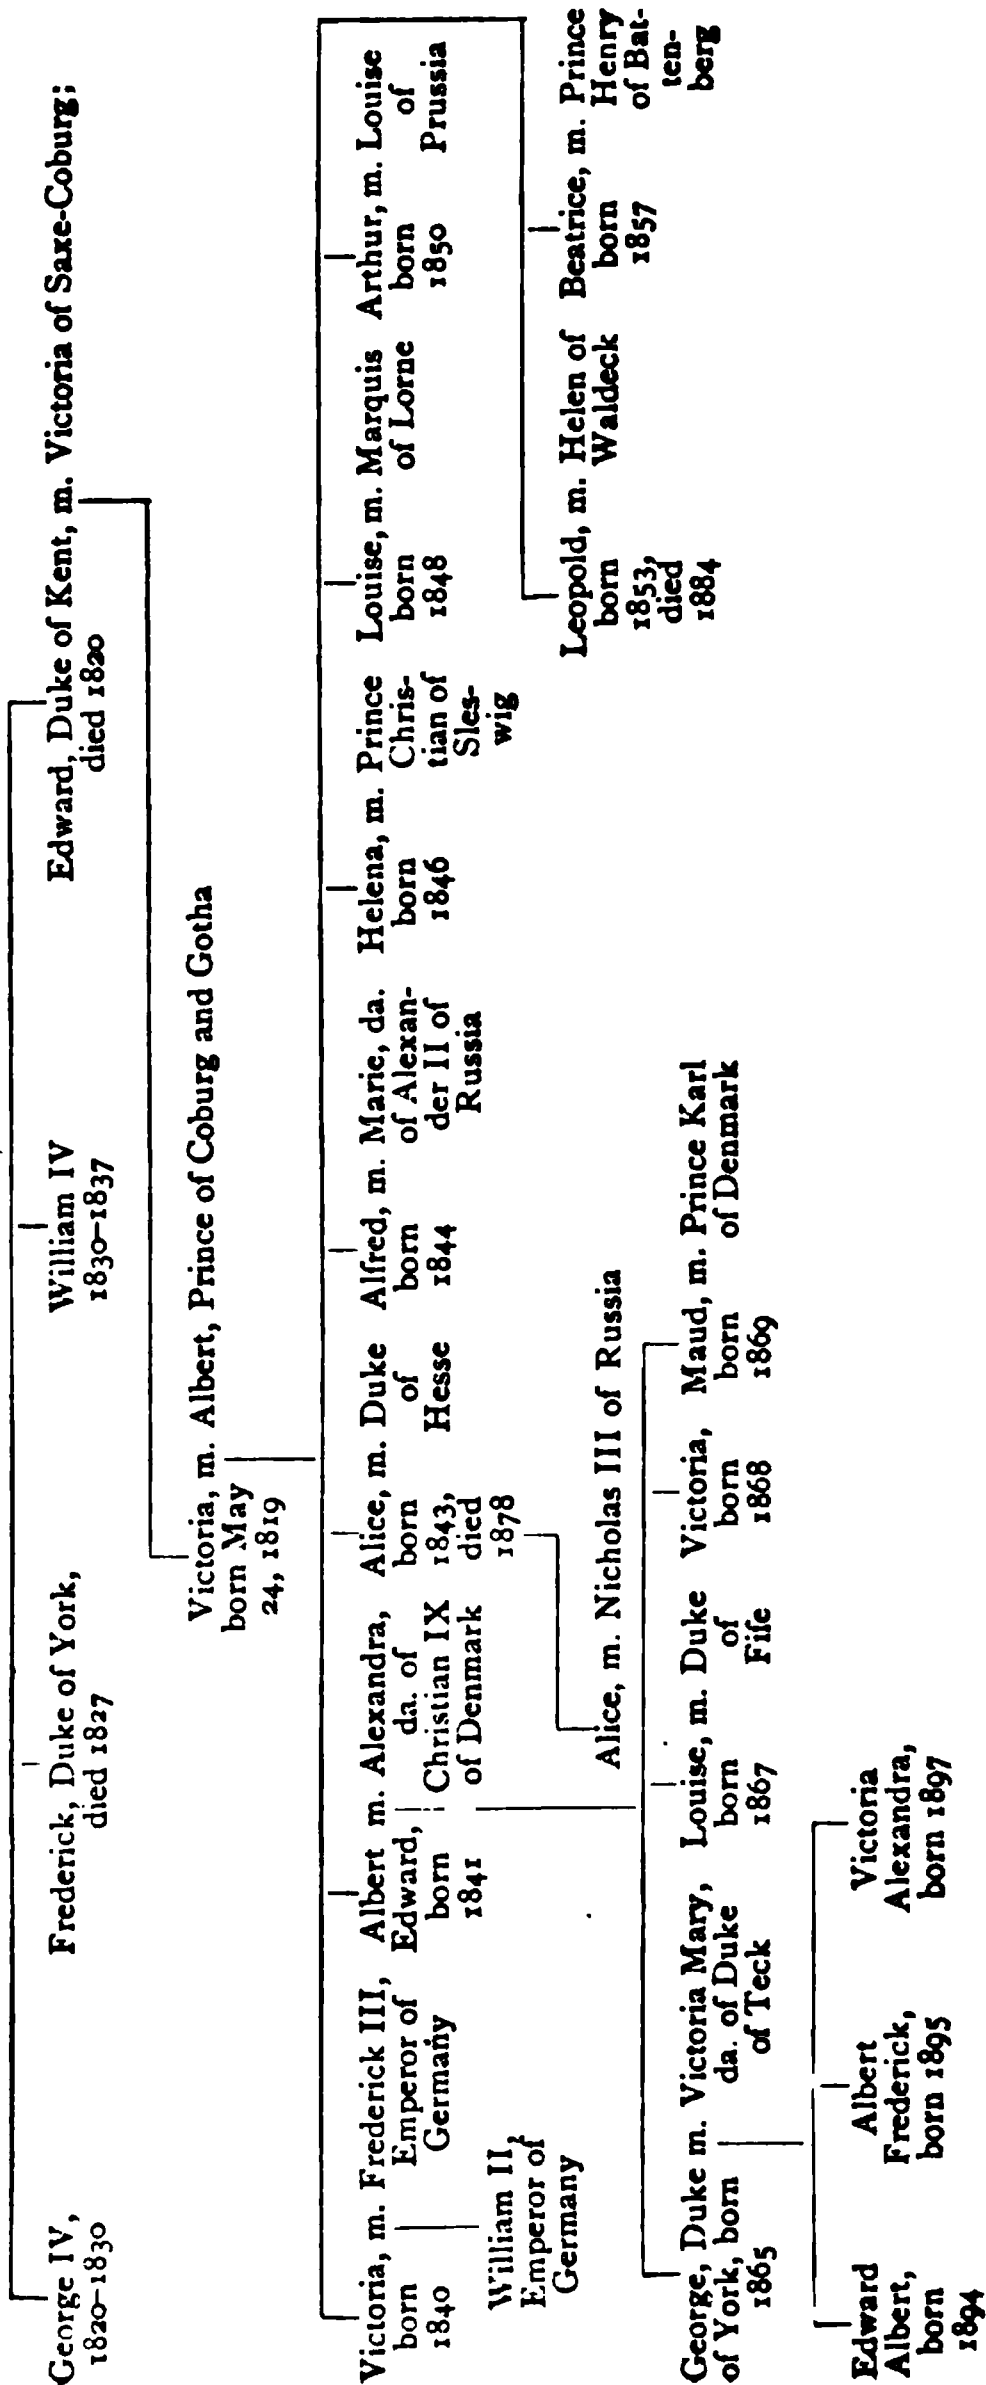 George IV,
1820–1830
Frederick, Duke of York,
died 1827
William IV
1830–1837
Edward, Duke of Kent, m. Victoria of Saxe-Coburg;
died 1820
Victoria, m. Albert, Prince of Coburg and Gotha
born May
24, 1819
Victoria, m. Frederick III,
born Emperor of
1840 Germany
William II,
Emperor of
Germany
Albert m. Alexandra,
Edward, da. of
born Christian IX
1841 of Denmark
Alice, m. Duke
born of
1843, Hesse
died
1878
Alfred, m. Marie, da.
born of Alexan-
1844 der II of
Russia
Helena, m. Prince
born Chris-
1846 tian of
Sles-
wig
Louise, m. Marquis
born of Lorne
1848
Arthur, m. Louise
born of
1850 Prussia
Leopold, m. Helen of
born Waldeck
1853,
died
1884
Beatrice, m. Prince
born Henry
1857 of Bat-
ten-
berg
Alice, m. Nicholas III of Russia
George, Duke m. Victoria Mary,
of York, born da. of Duke
1865 of Teck
Louise, m. Duke
born of
1867 Fife
Victoria,
born
1868
Maud, m. Prince Karl
born of Denmark
1869
Edward
Albert,
born
1894
Albert
Frederick,
born 1895
Victoria
Alexandra,
born 1897